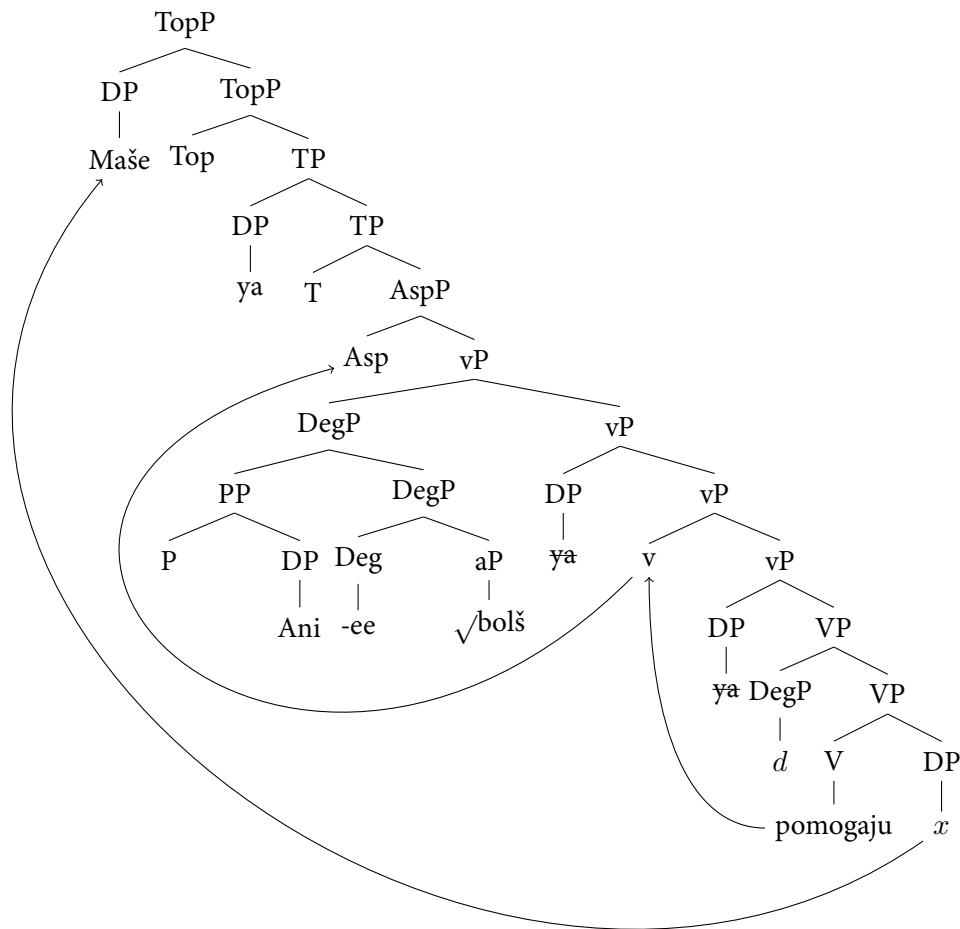 TopP
DP TopP
Maše Top TP
DP TP
ya T AspP
Asp vP
DegP vP
PP DegP DP vP
P DP Deg aP ya v vP
Ani -ee √bolš DP VP
ya DegP VP
d V DP
pomogaju x